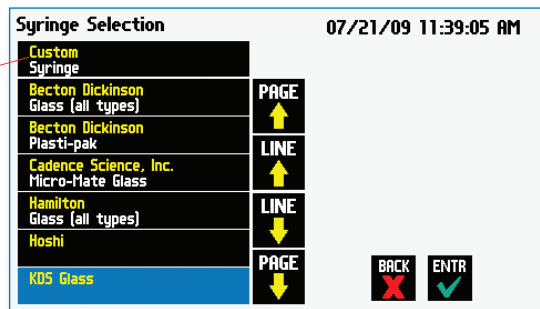 Syringe Selection
07/21/09 11:39:05 AM
Custom
Syringe
Becton Dickinson
Glass (all types)
Becton Dickinson
Plasti-pak
Cadence Science, Inc.
Micro-Mate Glass
Hamilton
Glass (all types)
Hoshi
KDS Glass
PAGE
LINE
LINE
PAGE
BACK
ENTR